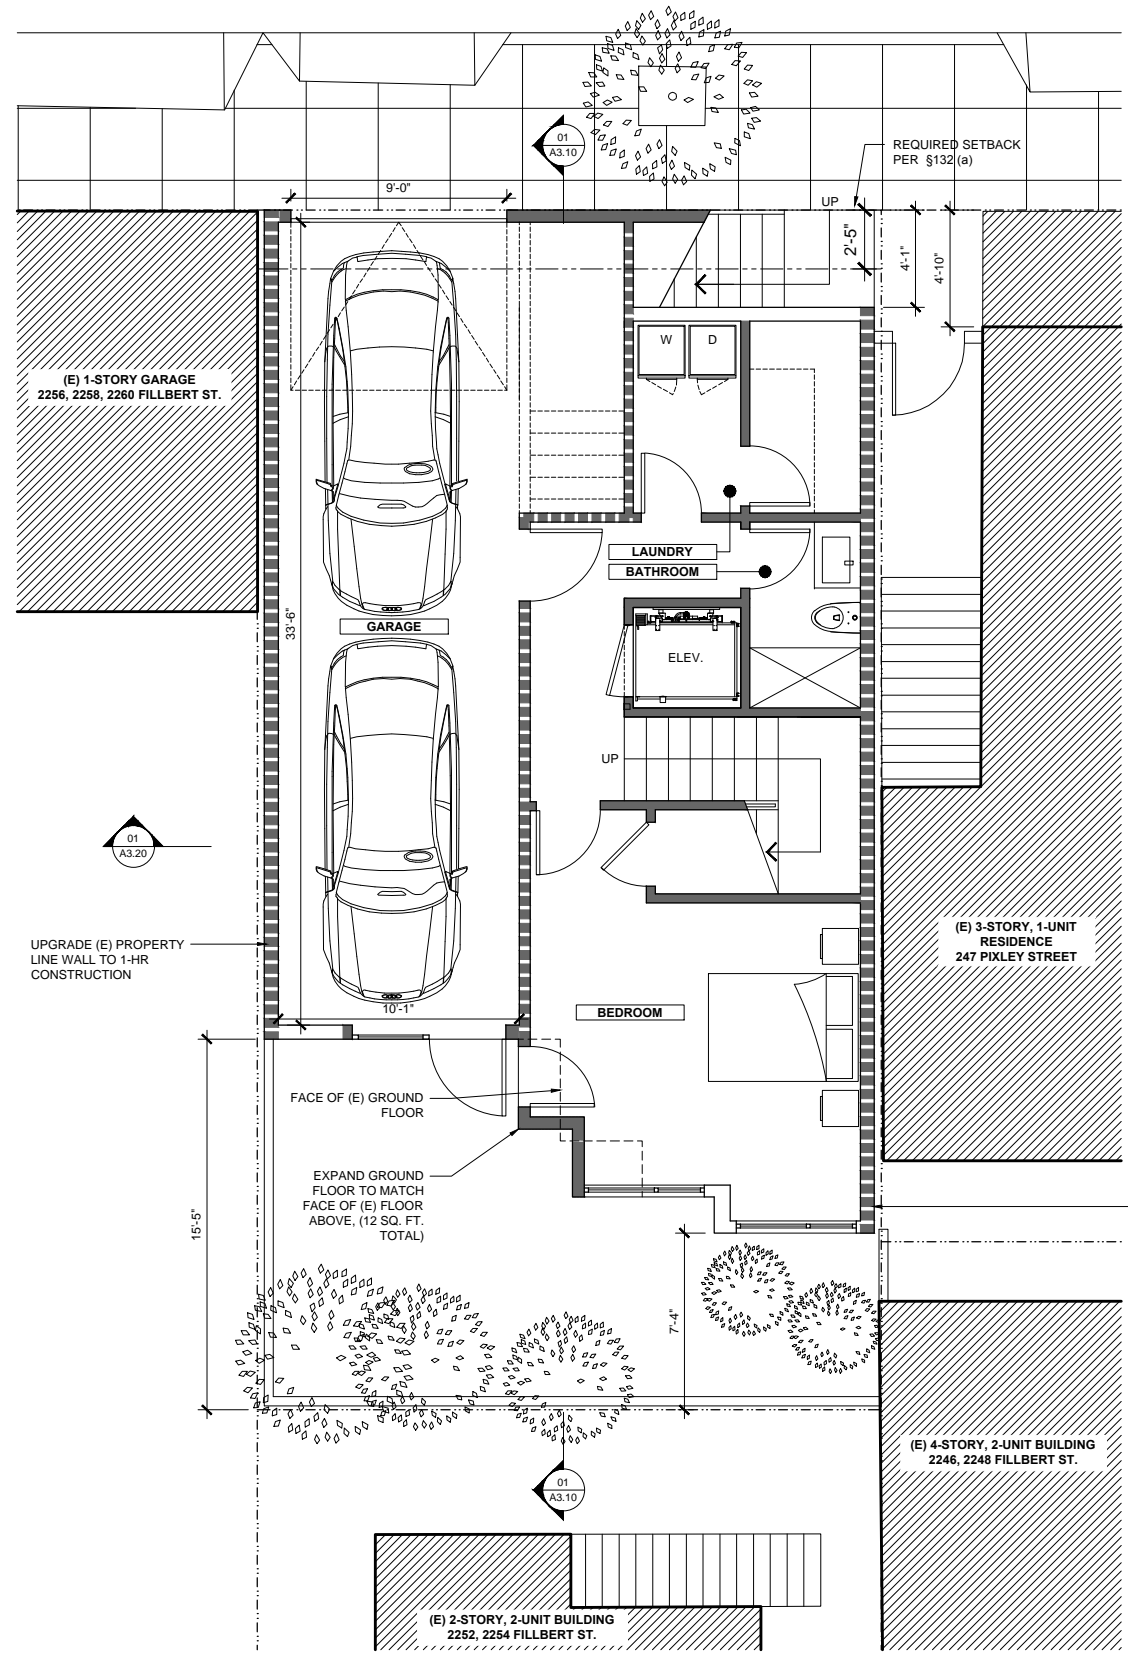 01
A3.10
REQUIRED SETBACK
PER §132 (a)
9'-0"
UP
2'-5"
4'-1"
4'-10"
W
D
(E) 1-STORY GARAGE
2256, 2258, 2260 FILLBERT ST.
LAUNDRY
BATHROOM
33'-6"
GARAGE
ELEV.
UP
01
A3.20
UPGRADE (E) PROPERTY
LINE WALL TO 1-HR
CONSTRUCTION
(E) 3-STORY, 1-UNIT
RESIDENCE
247 PIXLEY STREET
10'-1"
BEDROOM
FACE OF (E) GROUND
FLOOR
EXPAND GROUND
FLOOR TO MATCH
FACE OF (E) FLOOR
ABOVE, (12 SQ. FT.
TOTAL)
15'-5"
7'-4"
(E) 4-STORY, 2-UNIT BUILDING
2246, 2248 FILLBERT ST.
01
A3.10
(E) 2-STORY, 2-UNIT BUILDING
2252, 2254 FILLBERT ST.